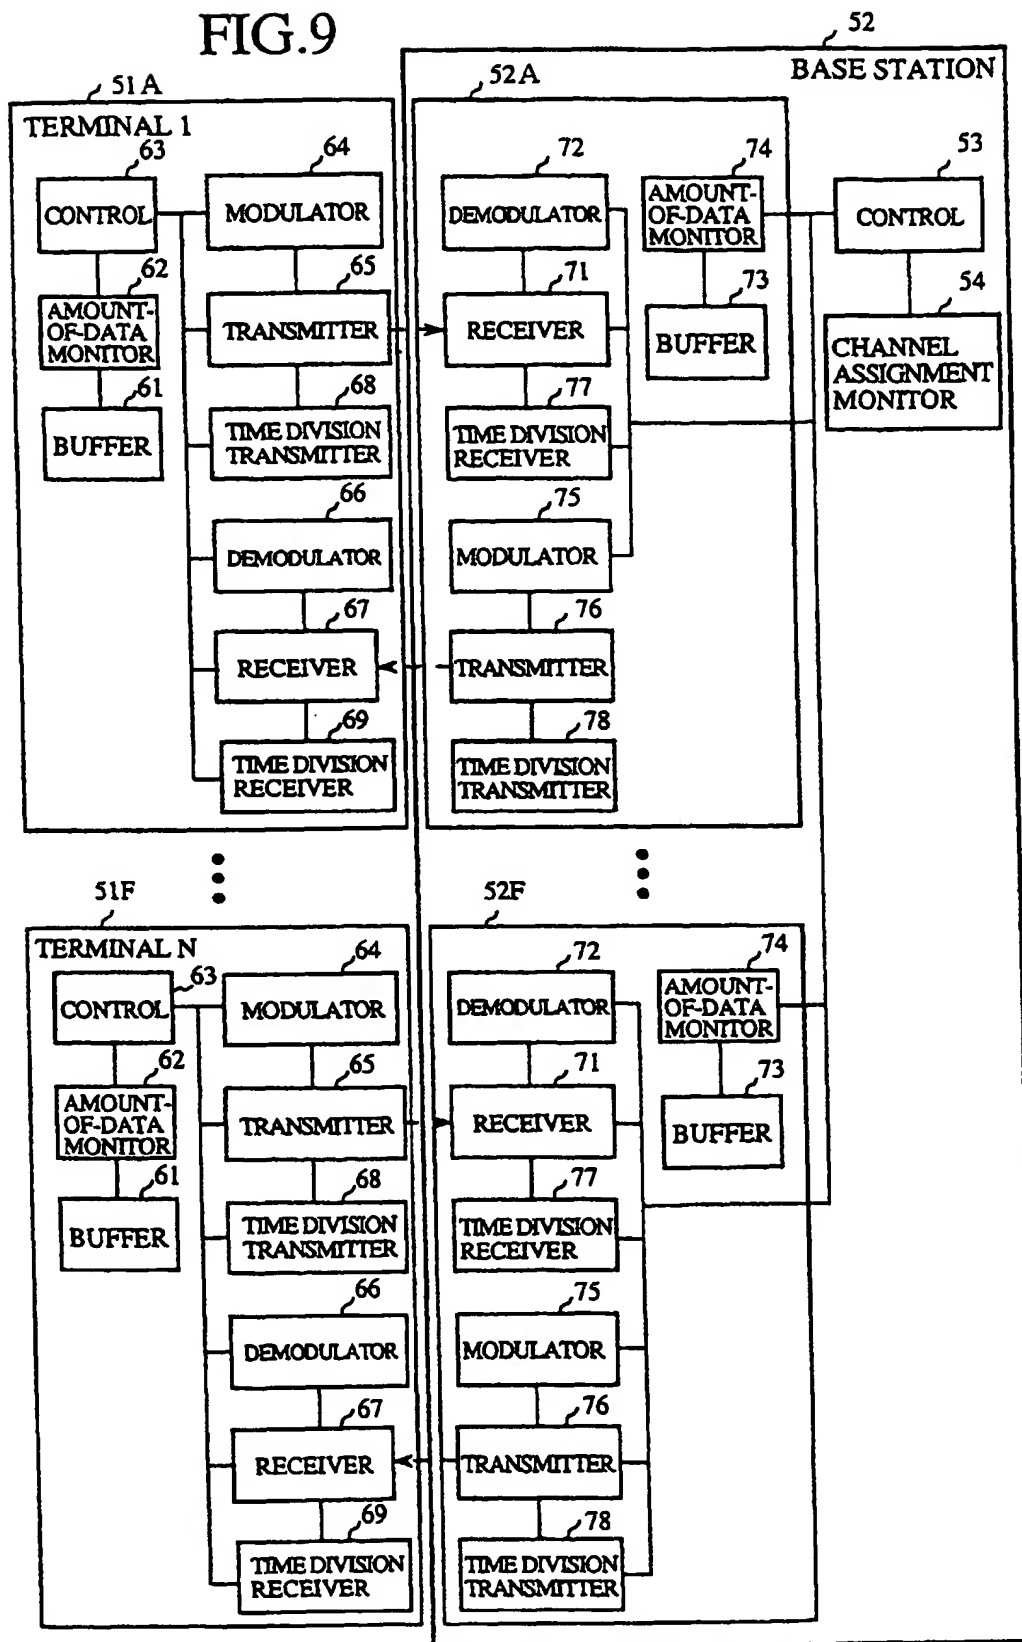 FIG.9
52
BASE STATION
51A
TERMINAL 1
63
CONTROL
64
MODULATOR
62
AMOUNT-
OF-DATA
MONITOR
65
TRANSMITTER
61
BUFFER
68
TIME DIVISION
TRANSMITTER
66
DEMODULATOR
67
RECEIVER
69
TIME DIVISION
RECEIVER
52A
72
DEMODULATOR
74
AMOUNT-
OF-DATA
MONITOR
71
RECEIVER
73
BUFFER
77
TIME DIVISION
RECEIVER
75
MODULATOR
76
TRANSMITTER
78
TIME DIVISION
TRANSMITTER
53
CONTROL
54
CHANNEL
ASSIGNMENT
MONITOR
51F
TERMINAL N
63
CONTROL
64
MODULATOR
62
AMOUNT-
OF-DATA
MONITOR
65
TRANSMITTER
61
BUFFER
68
TIME DIVISION
TRANSMITTER
66
DEMODULATOR
67
RECEIVER
69
TIME DIVISION
RECEIVER
52F
72
DEMODULATOR
74
AMOUNT-
OF-DATA
MONITOR
71
RECEIVER
73
BUFFER
77
TIME DIVISION
RECEIVER
75
MODULATOR
76
TRANSMITTER
78
TIME DIVISION
TRANSMITTER